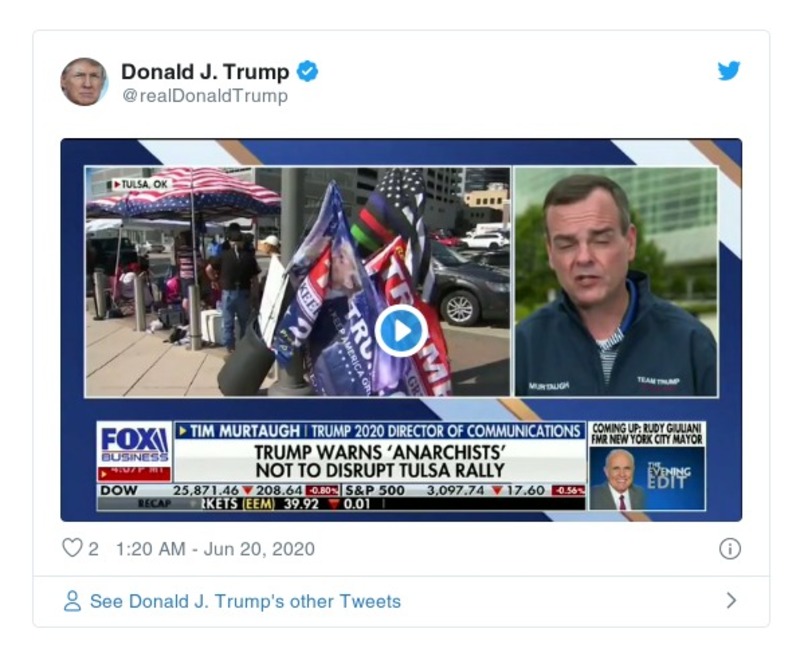 Donald J. Trump
@realDonaldTrump
TULSA, OK
KEEP AMERICA GR
TRUMP
MURTAUGH
TEAM TRUMP
FOX
BUSINESS
TIM MURTAUGH | TRUMP 2020 DIRECTOR OF COMMUNICATIONS
TRUMP WARNS 'ANARCHISTS'
NOT TO DISRUPT TULSA RALLY
COMING UP: RUDY GIULIANI
FMR NEW YORK CITY MAYOR
THE
EVENING
EDIT
DOW 25,871.46 ▼ 208.64 -0.80% S&P 500 3,097.74 ▼ 17.60 -0.56%
RECAP RKETS (EEM) 39.92 ▼ 0.01
2 1:20 AM - Jun 20, 2020
See Donald J. Trump's other Tweets